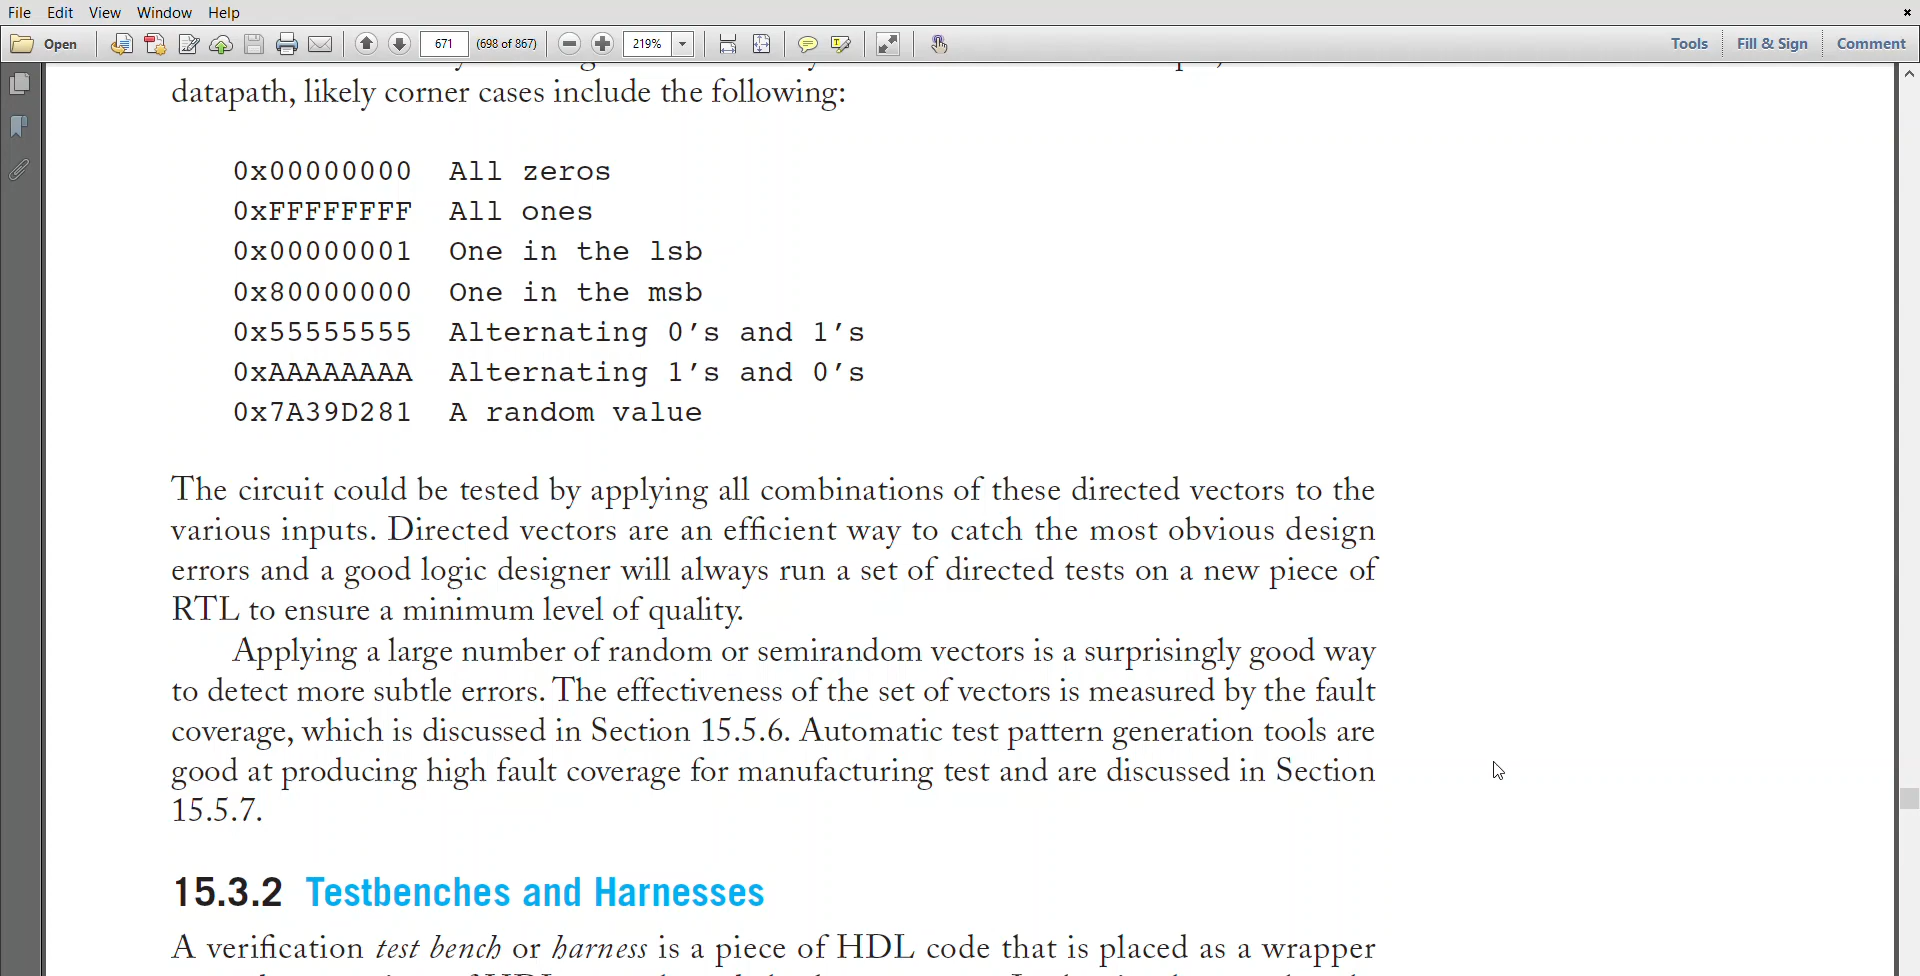 File Edit View Window Help
Open 671 (698 of 867) 219% Tools Fill & Sign Comment
datapath, likely corner cases include the following:
0x00000000 All zeros
0xFFFFFFFF All ones
0x00000001 One in the lsb
0x80000000 One in the msb
0x55555555 Alternating 0’s and 1’s
0xAAAAAAAA Alternating 1’s and 0’s
0x7A39D281 A random value
The circuit could be tested by applying all combinations of these directed vectors to the
various inputs. Directed vectors are an efficient way to catch the most obvious design
errors and a good logic designer will always run a set of directed tests on a new piece of
RTL to ensure a minimum level of quality.
Applying a large number of random or semirandom vectors is a surprisingly good way
to detect more subtle errors. The effectiveness of the set of vectors is measured by the fault
coverage, which is discussed in Section 15.5.6. Automatic test pattern generation tools are
good at producing high fault coverage for manufacturing test and are discussed in Section
15.5.7.
15.3.2 Testbenches and Harnesses
A verification test bench or harness is a piece of HDL code that is placed as a wrapper